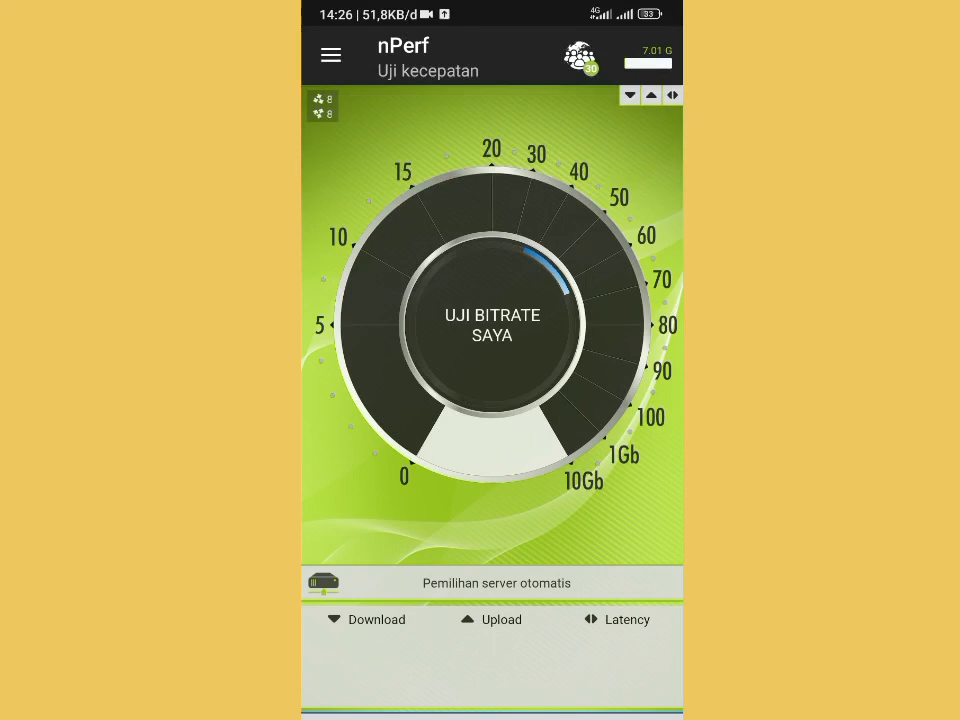 14:26 | 51,8KB/d
4G
33
nPerf
Uji kecepatan
30
7.01 G
8
8
0
5
10
15
20
30
40
50
60
70
80
90
100
1Gb
10Gb
UJI BITRATE
SAYA
Pemilihan server otomatis
Download
Upload
Latency